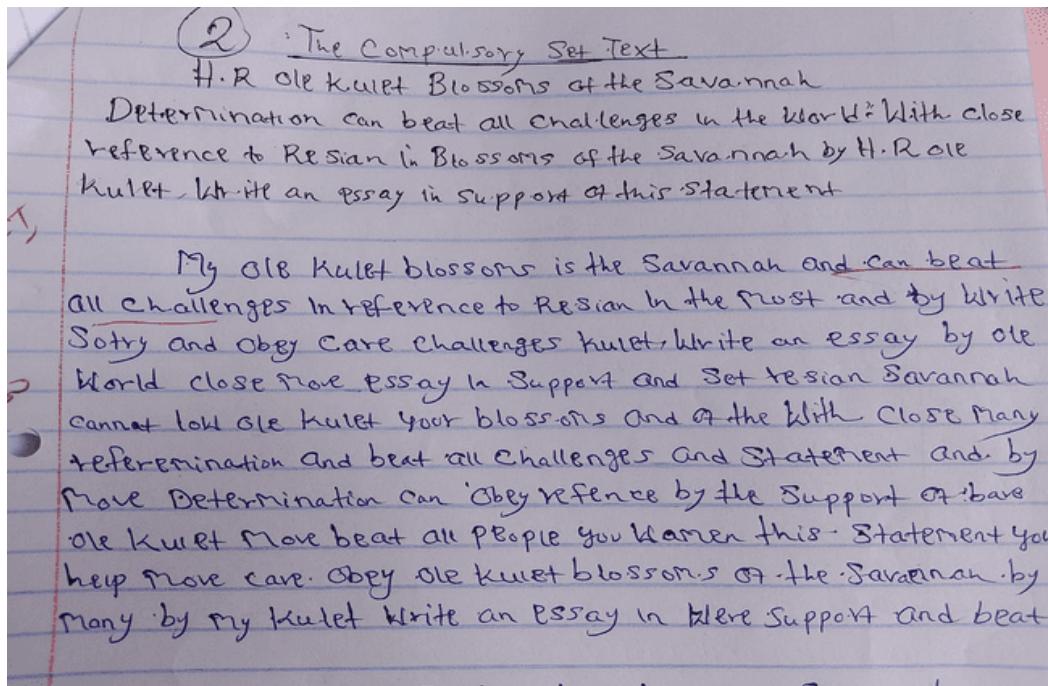 2 : The Compulsory Set Text
H.R Ole Kulet Blossoms of the Savannah
Determination can beat all challenges in the World". With close
reference to Resian in Blossoms of the Savannah by H.R ole
Kulet, Write an essay in support of this statement
My ole Kulet blossoms is the Savannah and can beat
all challenges in reference to Resian in the must and by Write
Sotry and obey care challenges kulet, Write an essay by ole
World close move essay in Support and Set resian Savannah
cannot low ole kulet your blossoms and of the With Close many
referemination and beat all challenges and Statement and by
move Determination can obey refence by the Support of bare
ole Kulet move beat all people you Women this Statement you
help move care. Obey ole kulet blossoms of the Savaeinah by
many by my Kulet Write an essay in Were Support and beat